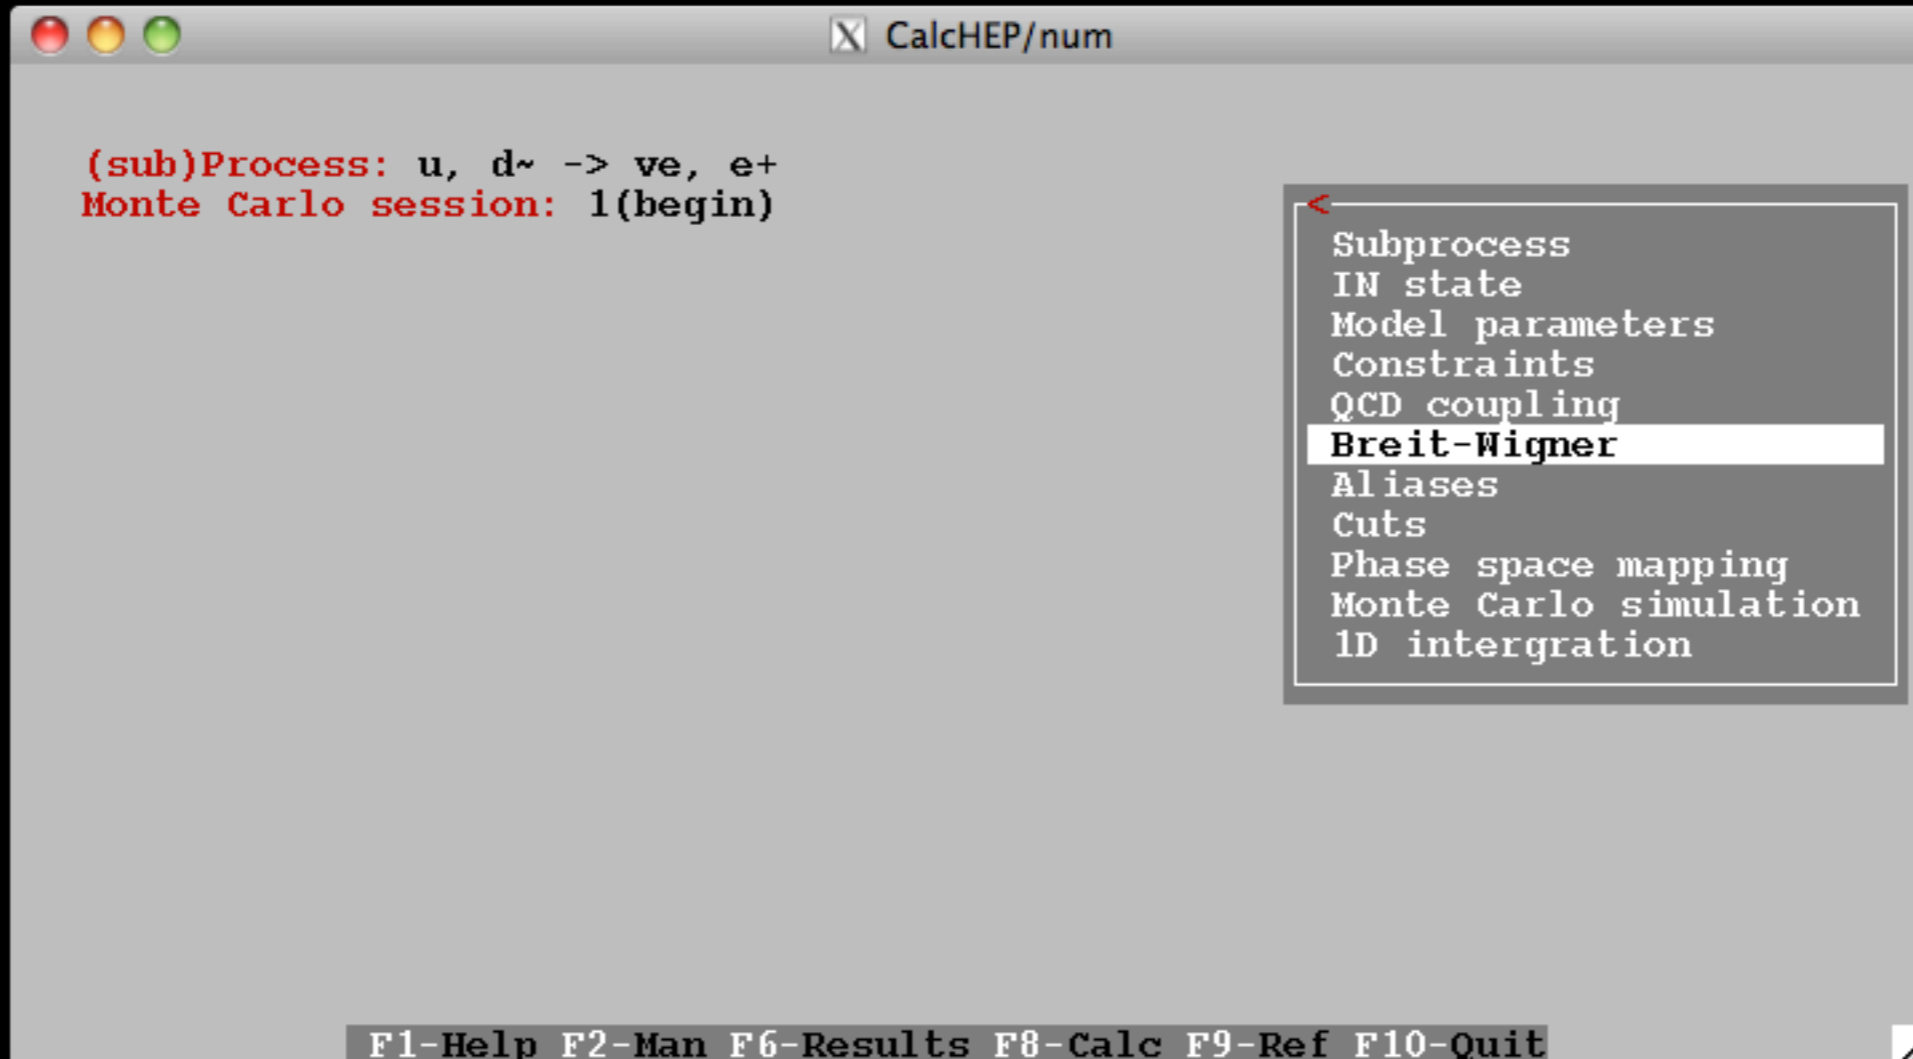 CalcHEP/num
(sub)Process: u, d~ -> ve, e+
Monte Carlo session: 1(begin)
<
Subprocess
IN state
Model parameters
Constraints
QCD coupling
Breit-Wigner
Aliases
Cuts
Phase space mapping
Monte Carlo simulation
1D intergration
F1-Help F2-Man F6-Results F8-Calc F9-Ref F10-Quit